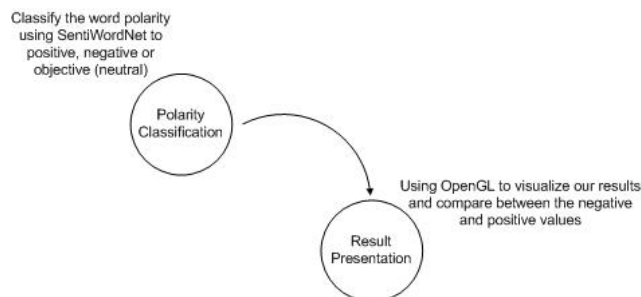 Classify the word polarity
using SentiWordNet to
positive, negative or
objective (neutral)
Polarity
Classification
Using OpenGL to visualize our results
and compare between the negative
and positive values
Result
Presentation